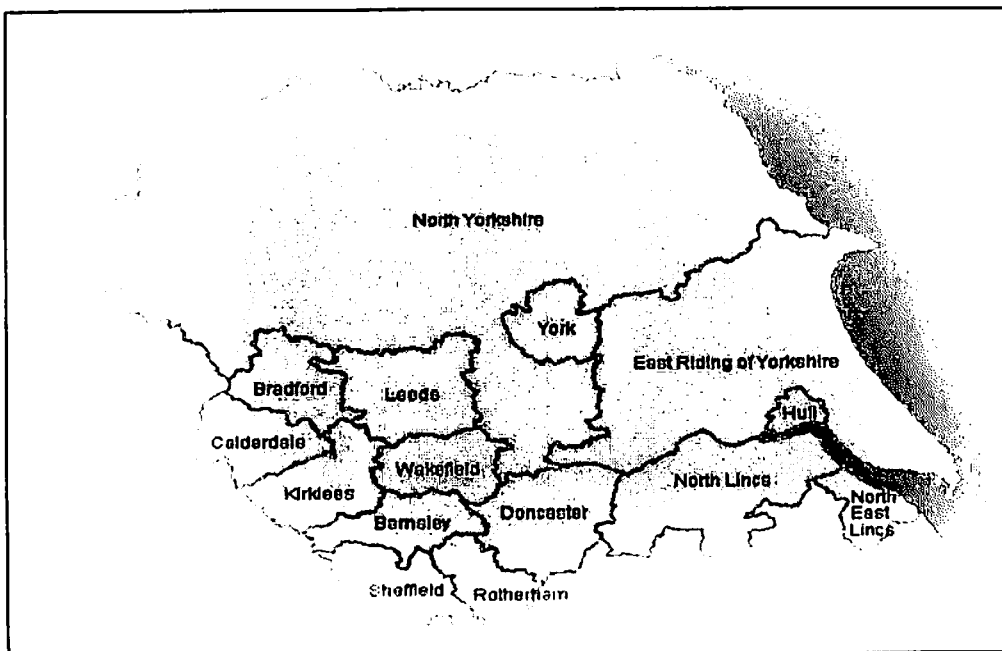 North Yorkshire
York
East Riding of Yorkshire
Bradford
Leeds
Hull
Calderdale
Wakefield
North Lincs
Kirklees
North
East
Lincs
Barnsley
Doncaster
Sheffield
Rotherham